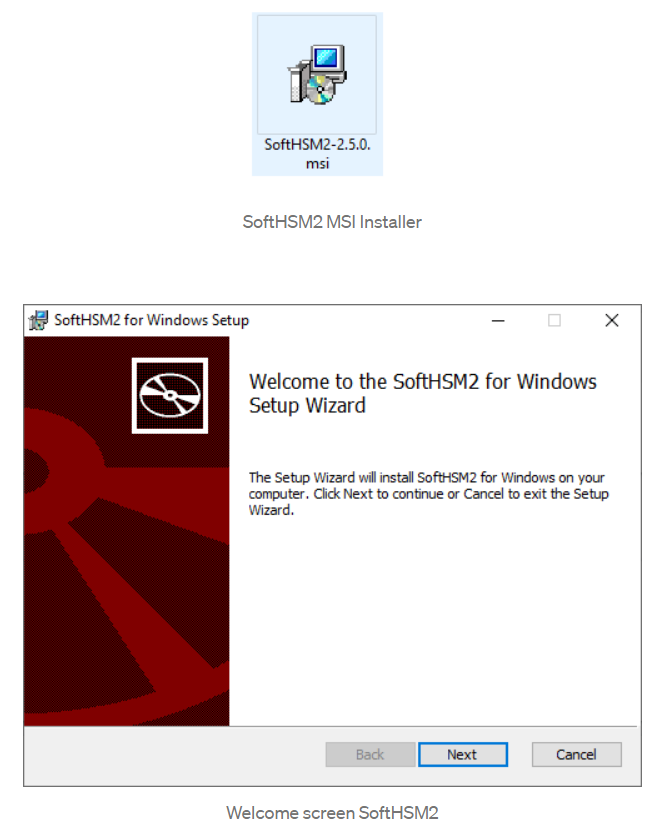 SoftHSM2-2.5.0.
msi
SoftHSM2 MSI Installer
SoftHSM2 for Windows Setup
Welcome to the SoftHSM2 for Windows
Setup Wizard
The Setup Wizard will install SoftHSM2 for Windows on your
computer. Click Next to continue or Cancel to exit the Setup
Wizard.
Back Next Cancel
Welcome screen SoftHSM2